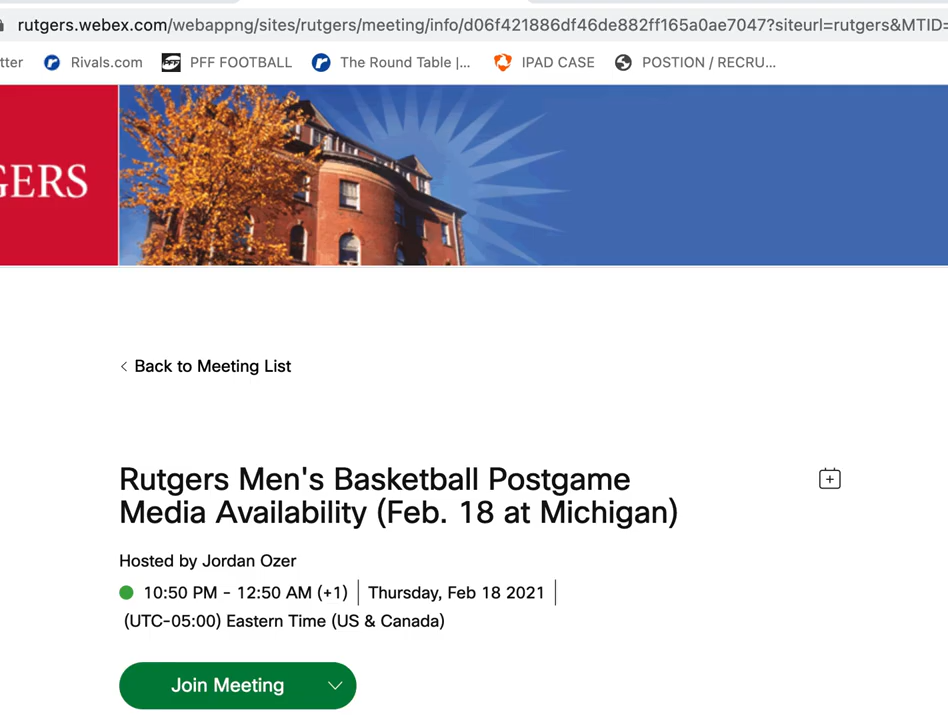 rutgers.webex.com/webappng/sites/rutgers/meeting/info/d06f421886df46de882ff165a0ae7047?siturl=rutgers&MTID=
tter Rivals.com PFF PFF FOOTBALL The Round Table |... IPAD CASE POSTION / RECRU...
GERS
< Back to Meeting List
Rutgers Men's Basketball Postgame
Media Availability (Feb. 18 at Michigan)
Hosted by Jordan Ozer
10:50 PM - 12:50 AM (+1) | Thursday, Feb 18 2021 |
(UTC-05:00) Eastern Time (US & Canada)
Join Meeting